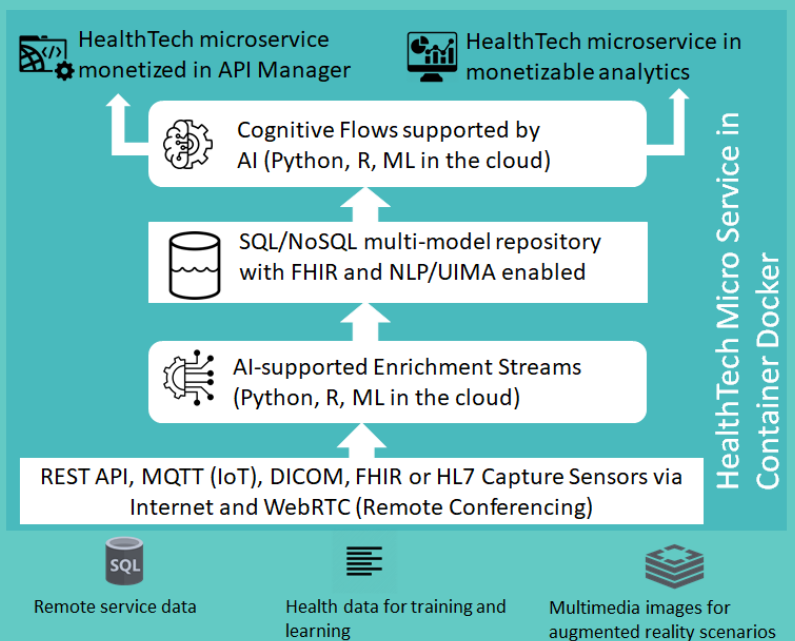 HealthTech microservice
monetized in API Manager
HealthTech microservice in
monetizable analytics
Cognitive Flows supported by
AI (Python, R, ML in the cloud)
SQL/NoSQL multi-model repository
with FHIR and NLP/UIMA enabled
AI-supported Enrichment Streams
(Python, R, ML in the cloud)
REST API, MQTT (IoT), DICOM, FHIR or HL7 Capture Sensors via
Internet and WebRTC (Remote Conferencing)
HealthTech Micro Service in
Container Docker
SQL
Remote service data
Health data for training and
learning
Multimedia images for
augmented reality scenarios